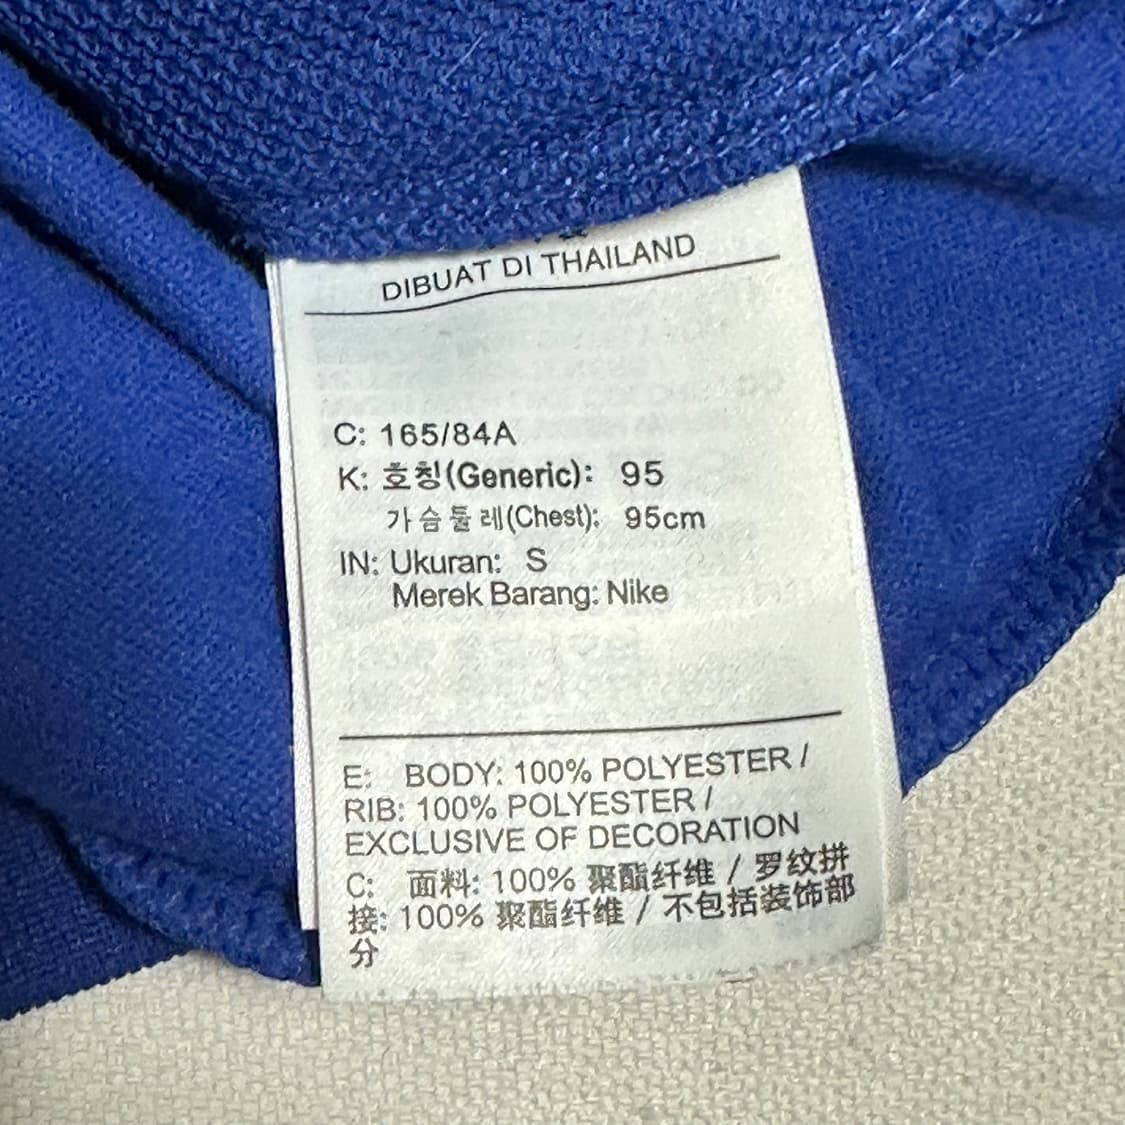 DIBUAT DI THAILAND
C: 165/84A
K: 호칭(Generic): 95
가슴둘레(Chest): 95cm
IN: Ukuran: S
Merek Barang: Nike
E: BODY: 100% POLYESTER /
RIB: 100% POLYESTER /
EXCLUSIVE OF DECORATION
C: 面料: 100% 聚酯纤维 / 罗纹拼
接: 100% 聚酯纤维 / 不包括装饰部
分